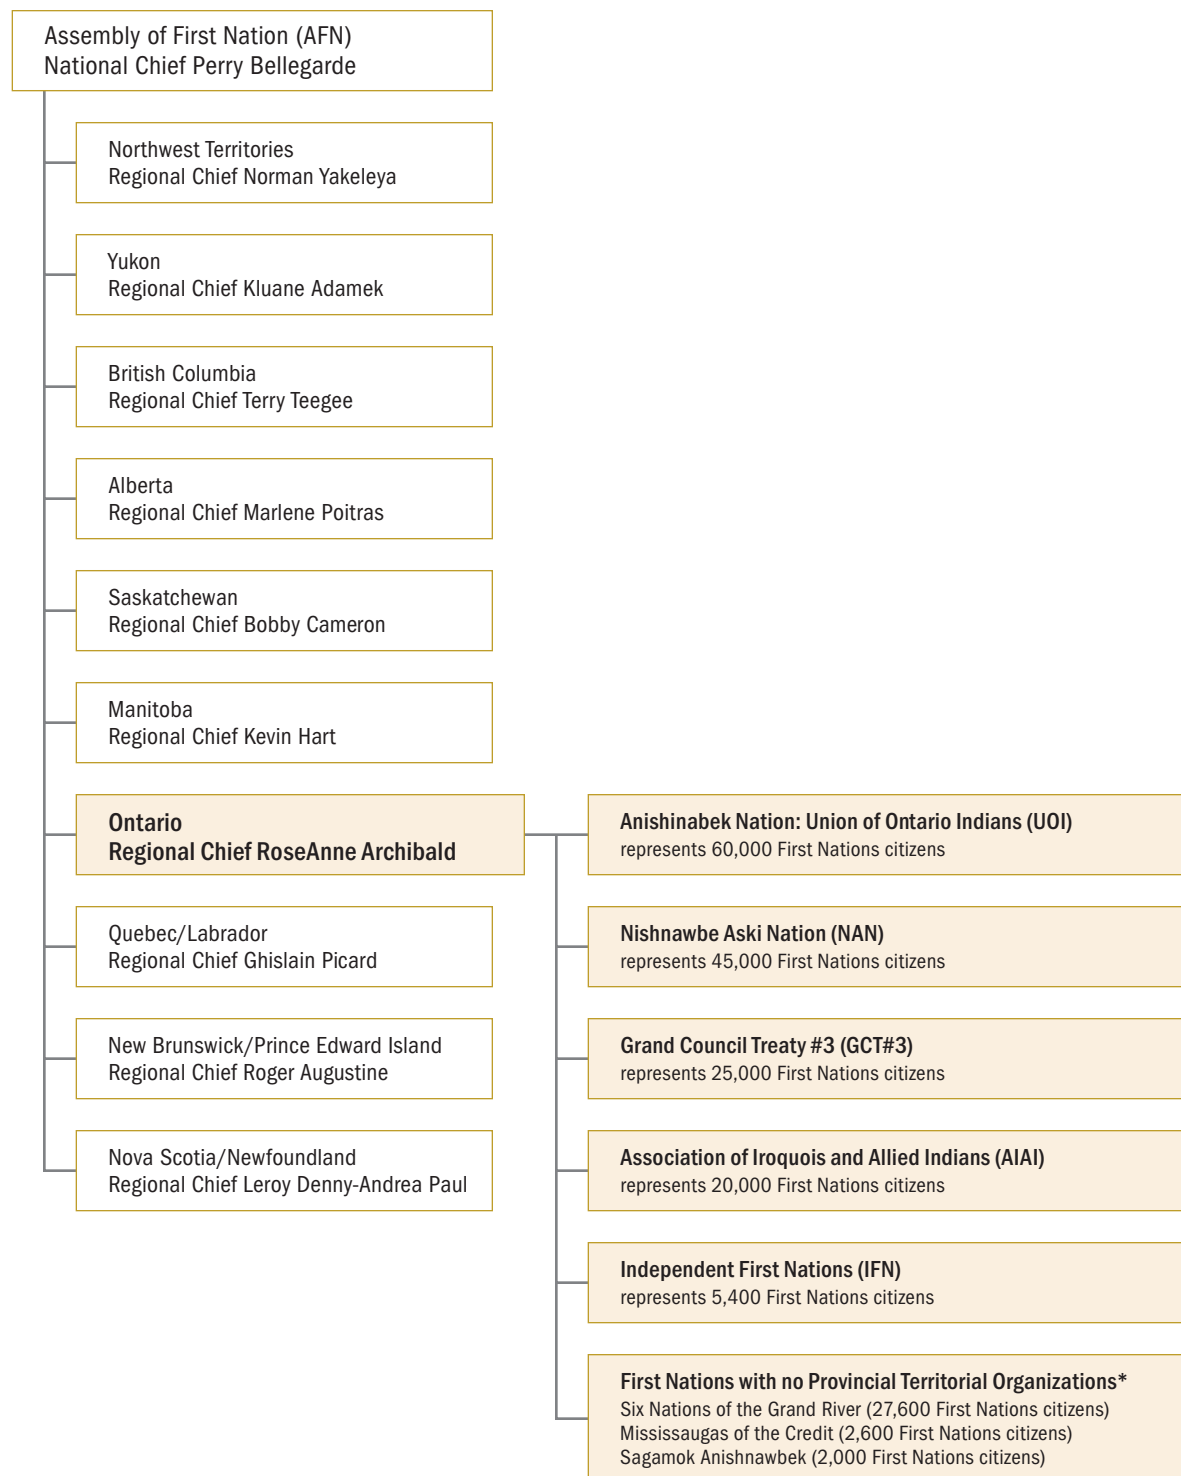 Assembly of First Nation (AFN)
National Chief Perry Bellegarde
Northwest Territories
Regional Chief Norman Yakeleya
Yukon
Regional Chief Kluane Adamek
British Columbia
Regional Chief Terry Teegee
Alberta
Regional Chief Marlene Poitras
Saskatchewan
Regional Chief Bobby Cameron
Manitoba
Regional Chief Kevin Hart
Ontario
Regional Chief RoseAnne Archibald
Quebec/Labrador
Regional Chief Ghislain Picard
New Brunswick/Prince Edward Island
Regional Chief Roger Augustine
Nova Scotia/Newfoundland
Regional Chief Leroy Denny-Andrea Paul
Anishinabek Nation: Union of Ontario Indians (UOI)
represents 60,000 First Nations citizens
Nishnawbe Aski Nation (NAN)
represents 45,000 First Nations citizens
Grand Council Treaty #3 (GCT#3)
represents 25,000 First Nations citizens
Association of Iroquois and Allied Indians (AIAI)
represents 20,000 First Nations citizens
Independent First Nations (IFN)
represents 5,400 First Nations citizens
First Nations with no Provincial Territorial Organizations*
Six Nations of the Grand River (27,600 First Nations citizens)
Mississaugas of the Credit (2,600 First Nations citizens)
Sagamok Anishnawbek (2,000 First Nations citizens)